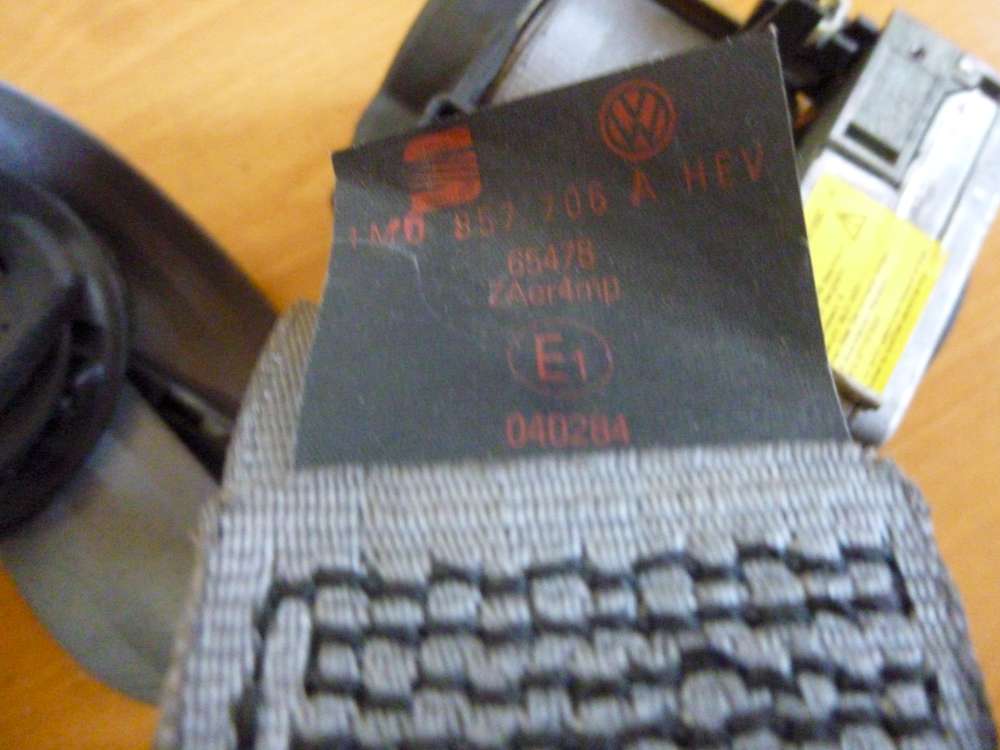 1M0 857 706 A HEV
65478
ZAer4mp
E1
040284